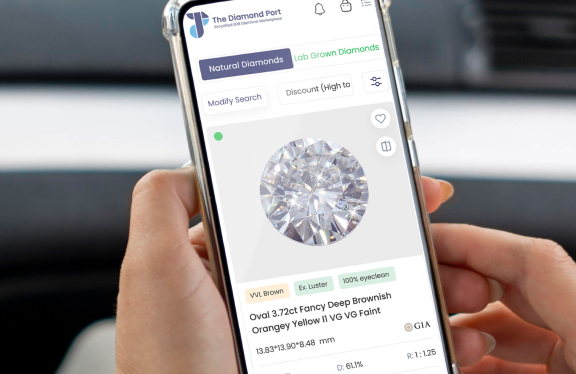 The Diamond Port
Simplified B2B Diamond Marketplace
Natural Diamonds
Lab Grown Diamonds
Modify Search
Discount (High to
VVL Brown
Ex. Luster
100% eyeclean
Oval 3.72ct Fancy Deep Brownish
Orangey Yellow I1 VG VG Faint
13.83*13.90*8.48 mm
GIA
D: 61.1%
R: 1 : 1.25